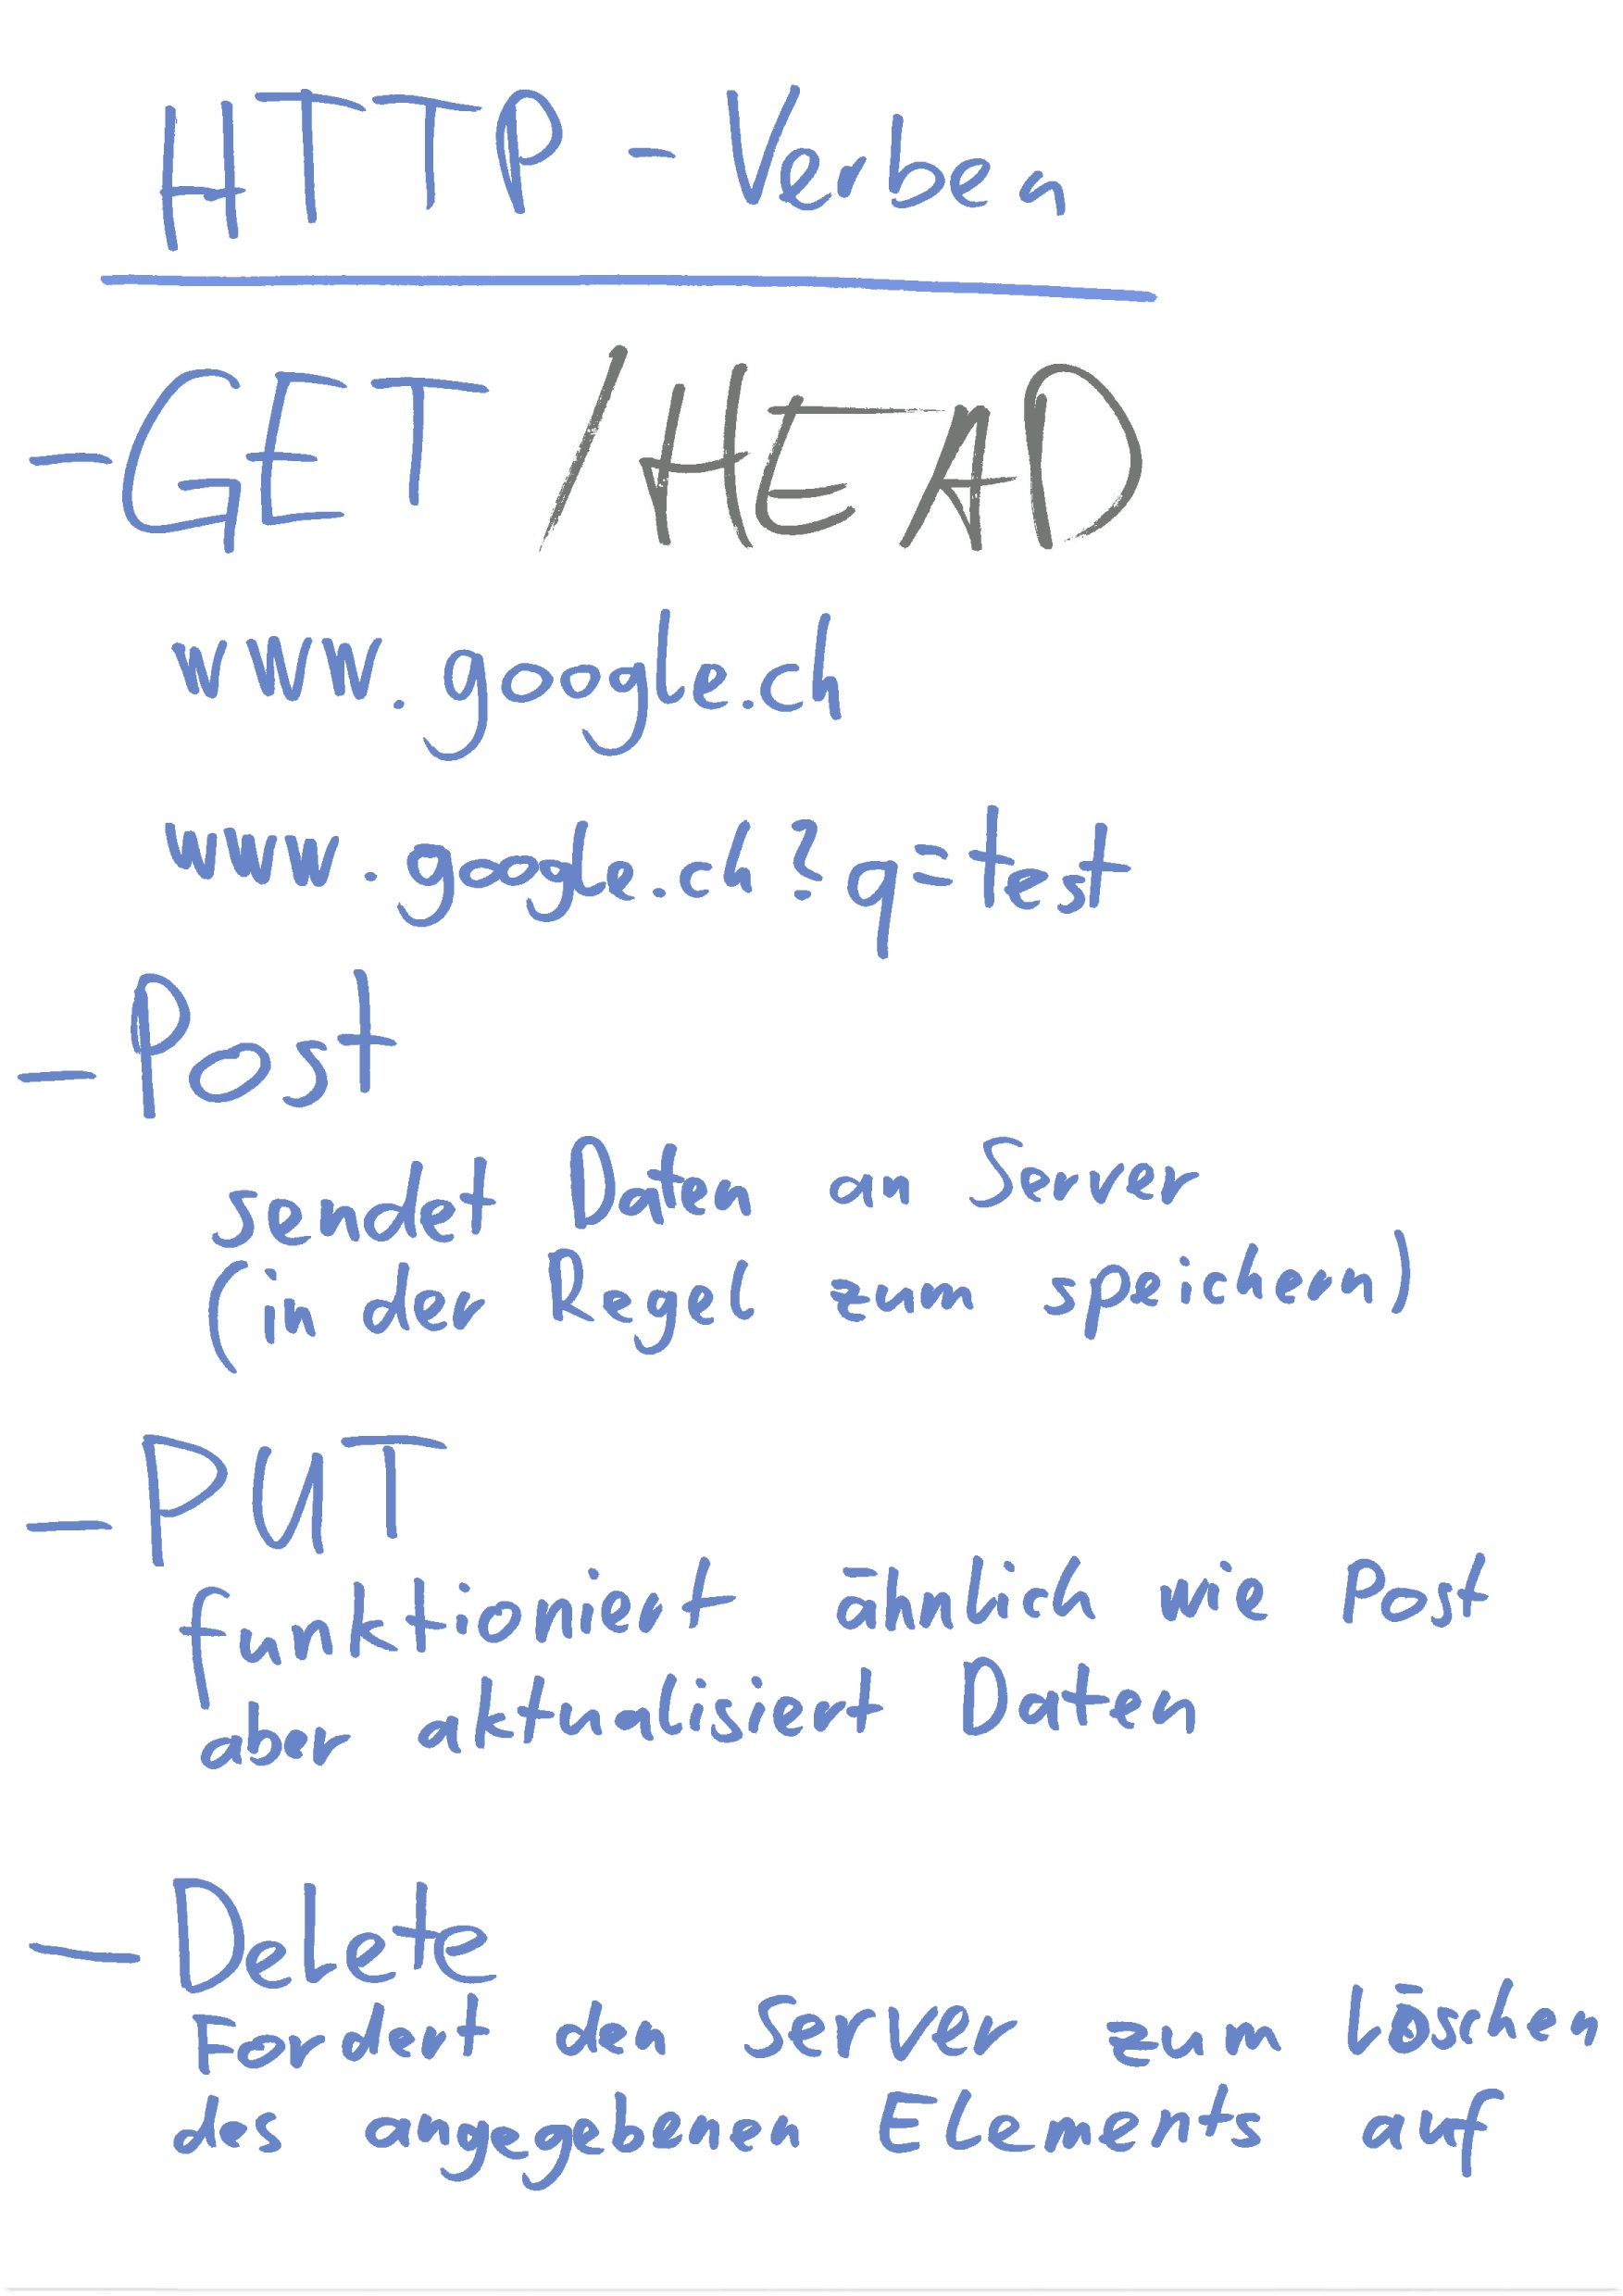 HTTP - Verben
- GET / HEAD
www.google.ch
www.google.ch?q=test
- Post
sendet Daten an Server
(in der Regel zum speichern)
- PUT
funktioniert ähnlich wie Post
aber aktualisiert Daten
- Delete
Fordert den Server zum Löschen
des angegebenen Elements auf